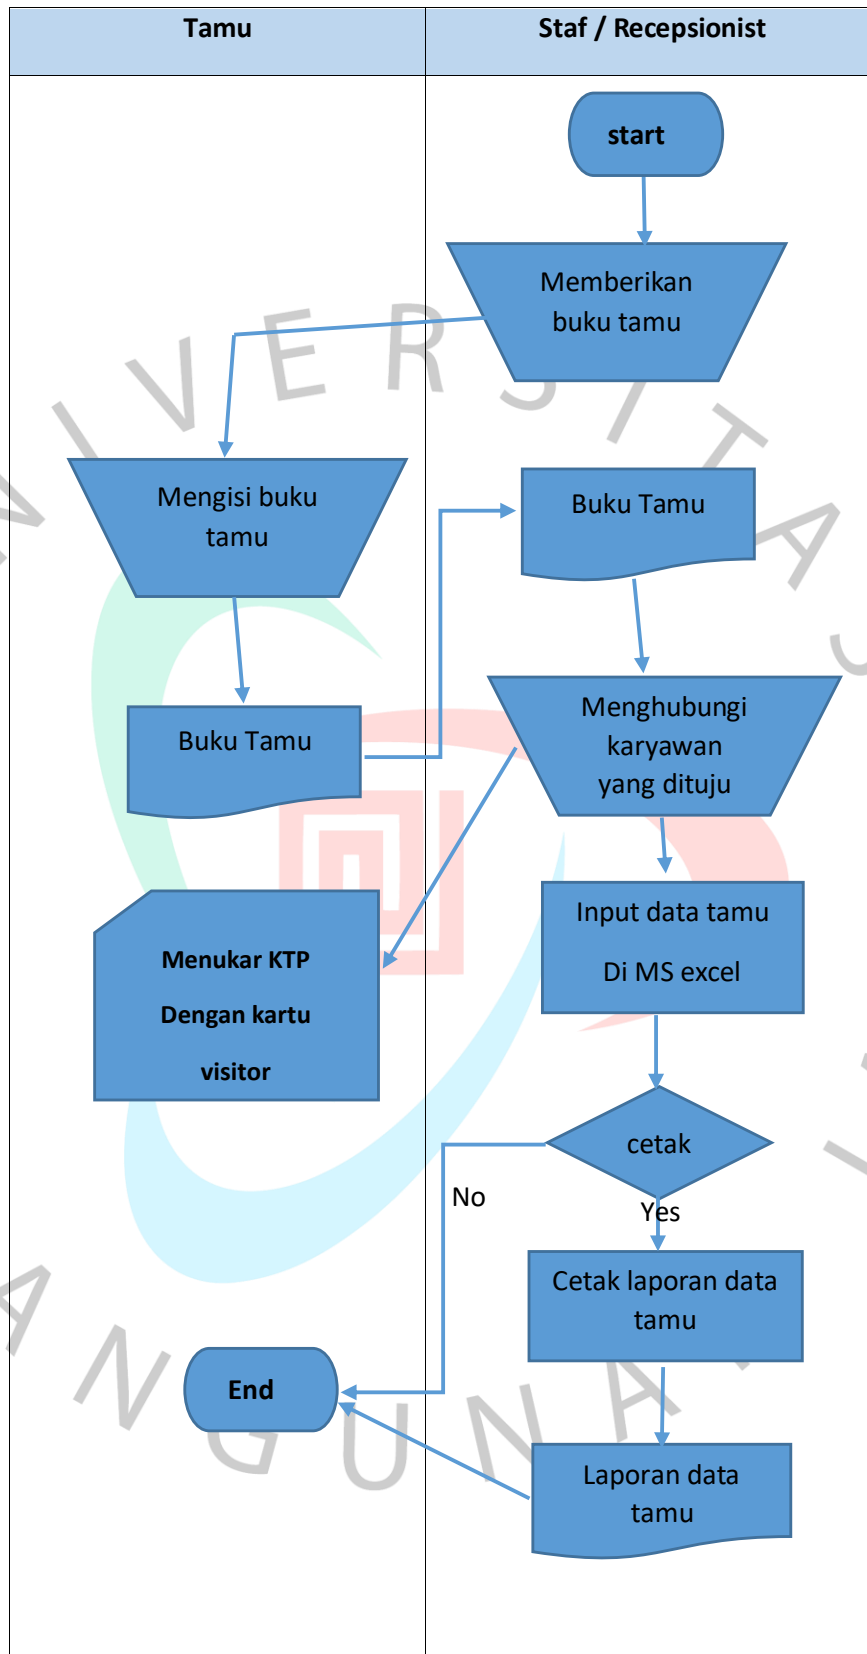 Tamu
Staf / Recepsionist
start
Memberikan
buku tamu
Mengisi buku
tamu
Buku Tamu
Buku Tamu
Menghubungi
karyawan
yang dituju
Menukar KTP
Dengan kartu
visitor
Input data tamu
Di MS excel
cetak
No
Yes
Cetak laporan data
tamu
End
Laporan data
tamu